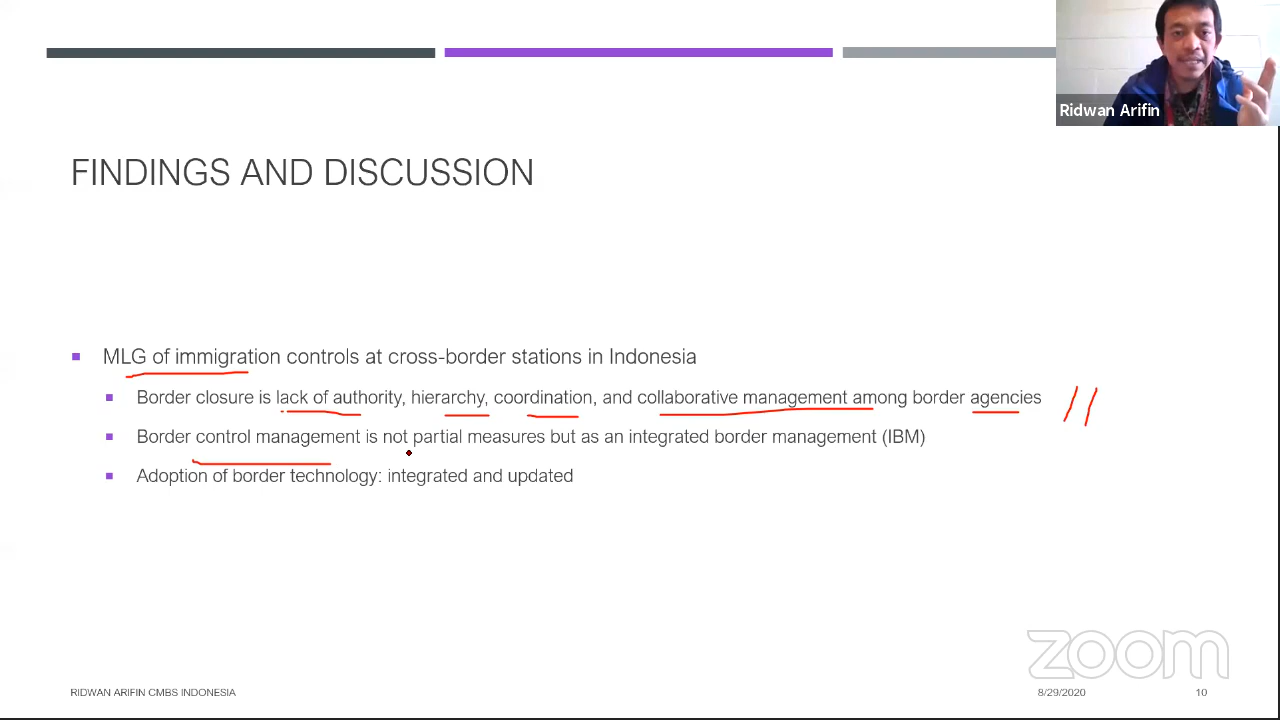 Ridwan Arifin
FINDINGS AND DISCUSSION
MLG of immigration controls at cross-border stations in Indonesia
Border closure is lack of authority, hierarchy, coordination, and collaborative management among border agencies
Border control management is not partial measures but as an integrated border management (IBM)
Adoption of border technology: integrated and updated
zoom
RIDWAN ARIFIN CMBS INDONESIA
8/29/2020
10